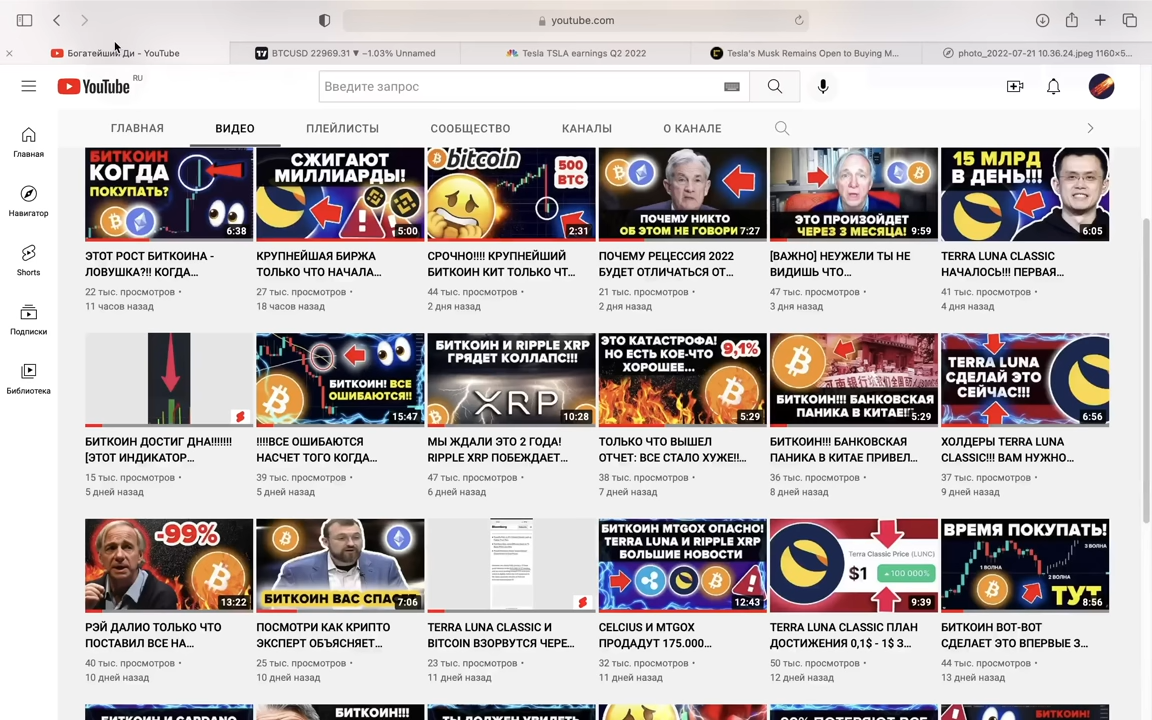 youtube.com
Богатейший Ди - YouTube
BTCUSD 22969.31 ▼ −1.03% Unnamed
Tesla TSLA earnings Q2 2022
Tesla's Musk Remains Open to Buying M...
photo_2022-07-21 10.36.24.jpeg 1160×5...
YouTube RU
Введите запрос
ГЛАВНАЯ
ВИДЕО
ПЛЕЙЛИСТЫ
СООБЩЕСТВО
КАНАЛЫ
О КАНАЛЕ
Главная
Навигатор
Shorts
Подписки
Библиотека
БИТКОИН
КОГДА
ПОКУПАТЬ?
6:38
ЭТОТ РОСТ БИТКОИНА -
ЛОВУШКА?!! КОГДА...
22 тыс. просмотров •
11 часов назад
СЖИГАЮТ
МИЛЛИАРДЫ!
5:00
КРУПНЕЙШАЯ БИРЖА
ТОЛЬКО ЧТО НАЧАЛА...
27 тыс. просмотров •
18 часов назад
bitcoin
500
BTC
2:31
СРОЧНО!!!! КРУПНЕЙШИЙ
БИТКОИН КИТ ТОЛЬКО ЧТ...
44 тыс. просмотров •
2 дня назад
ПОЧЕМУ НИКТО
ОБ ЭТОМ НЕ ГОВОРИ
7:27
ПОЧЕМУ РЕЦЕССИЯ 2022
БУДЕТ ОТЛИЧАТЬСЯ ОТ...
21 тыс. просмотров •
2 дня назад
ЭТО ПРОИЗОЙДЕТ
ЧЕРЕЗ 3 МЕСЯЦА!
9:59
[ВАЖНО] НЕУЖЕЛИ ТЫ НЕ
ВИДИШЬ ЧТО...
47 тыс. просмотров •
3 дня назад
15 МЛРД
В ДЕНЬ!!!
6:05
TERRA LUNA CLASSIC
НАЧАЛОСЬ!!! ПЕРВАЯ...
41 тыс. просмотров •
4 дня назад
БИТКОИН ДОСТИГ ДНА!!!!!!!
[ЭТОТ ИНДИКАТОР...
15 тыс. просмотров •
5 дней назад
БИТКОИН! ВСЕ
ОШИБАЮТСЯ!!
15:47
!!!!ВСЕ ОШИБАЮТСЯ
НАСЧЕТ ТОГО КОГДА...
39 тыс. просмотров •
5 дней назад
БИТКОИН И RIPPLE XRP
ГРЯДЕТ КОЛЛАПС!!!
XRP
10:28
МЫ ЖДАЛИ ЭТО 2 ГОДА!
RIPPLE XRP ПОБЕЖДАЕТ...
47 тыс. просмотров •
6 дней назад
ЭТО КАТАСТРОФА!
НО ЕСТЬ КОЕ-ЧТО
ХОРОШЕЕ...
9,1%
5:29
ТОЛЬКО ЧТО ВЫШЕЛ
ОТЧЕТ: ВСЕ СТАЛО ХУЖЕ!!...
38 тыс. просмотров •
7 дней назад
БИТКОИН!!! БАНКОВСКАЯ
ПАНИКА В КИТАЕ!!!
5:29
БИТКОИН!!! БАНКОВСКАЯ
ПАНИКА В КИТАЕ ПРИВЕЛ...
36 тыс. просмотров •
8 дней назад
TERRA LUNA
СДЕЛАЙ ЭТО
СЕЙЧАС!
6:56
ХОЛДЕРЫ TERRA LUNA
CLASSIC!!! ВАМ НУЖНО...
37 тыс. просмотров •
9 дней назад
-99%
13:22
РЭЙ ДАЛИО ТОЛЬКО ЧТО
ПОСТАВИЛ ВСЕ НА...
40 тыс. просмотров •
10 дней назад
БИТКОИН ВАС СПАС
7:06
ПОСМОТРИ КАК КРИПТО
ЭКСПЕРТ ОБЪЯСНЯЕТ...
25 тыс. просмотров •
10 дней назад
TERRA LUNA CLASSIC И
BITCOIN ВЗОРВУТСЯ ЧЕРЕ...
23 тыс. просмотров •
11 дней назад
БИТКОИН MTGOX ОПАСНО!
TERRA LUNA И RIPPLE XRP
БОЛЬШИЕ НОВОСТИ
12:43
CELCIUS И MTGOX
ПРОДАДУТ 175.000...
32 тыс. просмотров •
11 дней назад
Terra Classic Price (LUNC)
$1
100 000%
9:39
TERRA LUNA CLASSIC ПЛАН
ДОСТИЖЕНИЯ 0,1$ - 1$ З...
50 тыс. просмотров •
12 дней назад
ВРЕМЯ ПОКУПАТЬ!
1 ВОЛНА
2 ВОЛНА
3 ВОЛНА
ТУТ
8:56
БИТКОИН ВОТ-ВОТ
СДЕЛАЕТ ЭТО ВПЕРВЫЕ З...
44 тыс. просмотров •
13 дней назад
БИТКОИН!!!